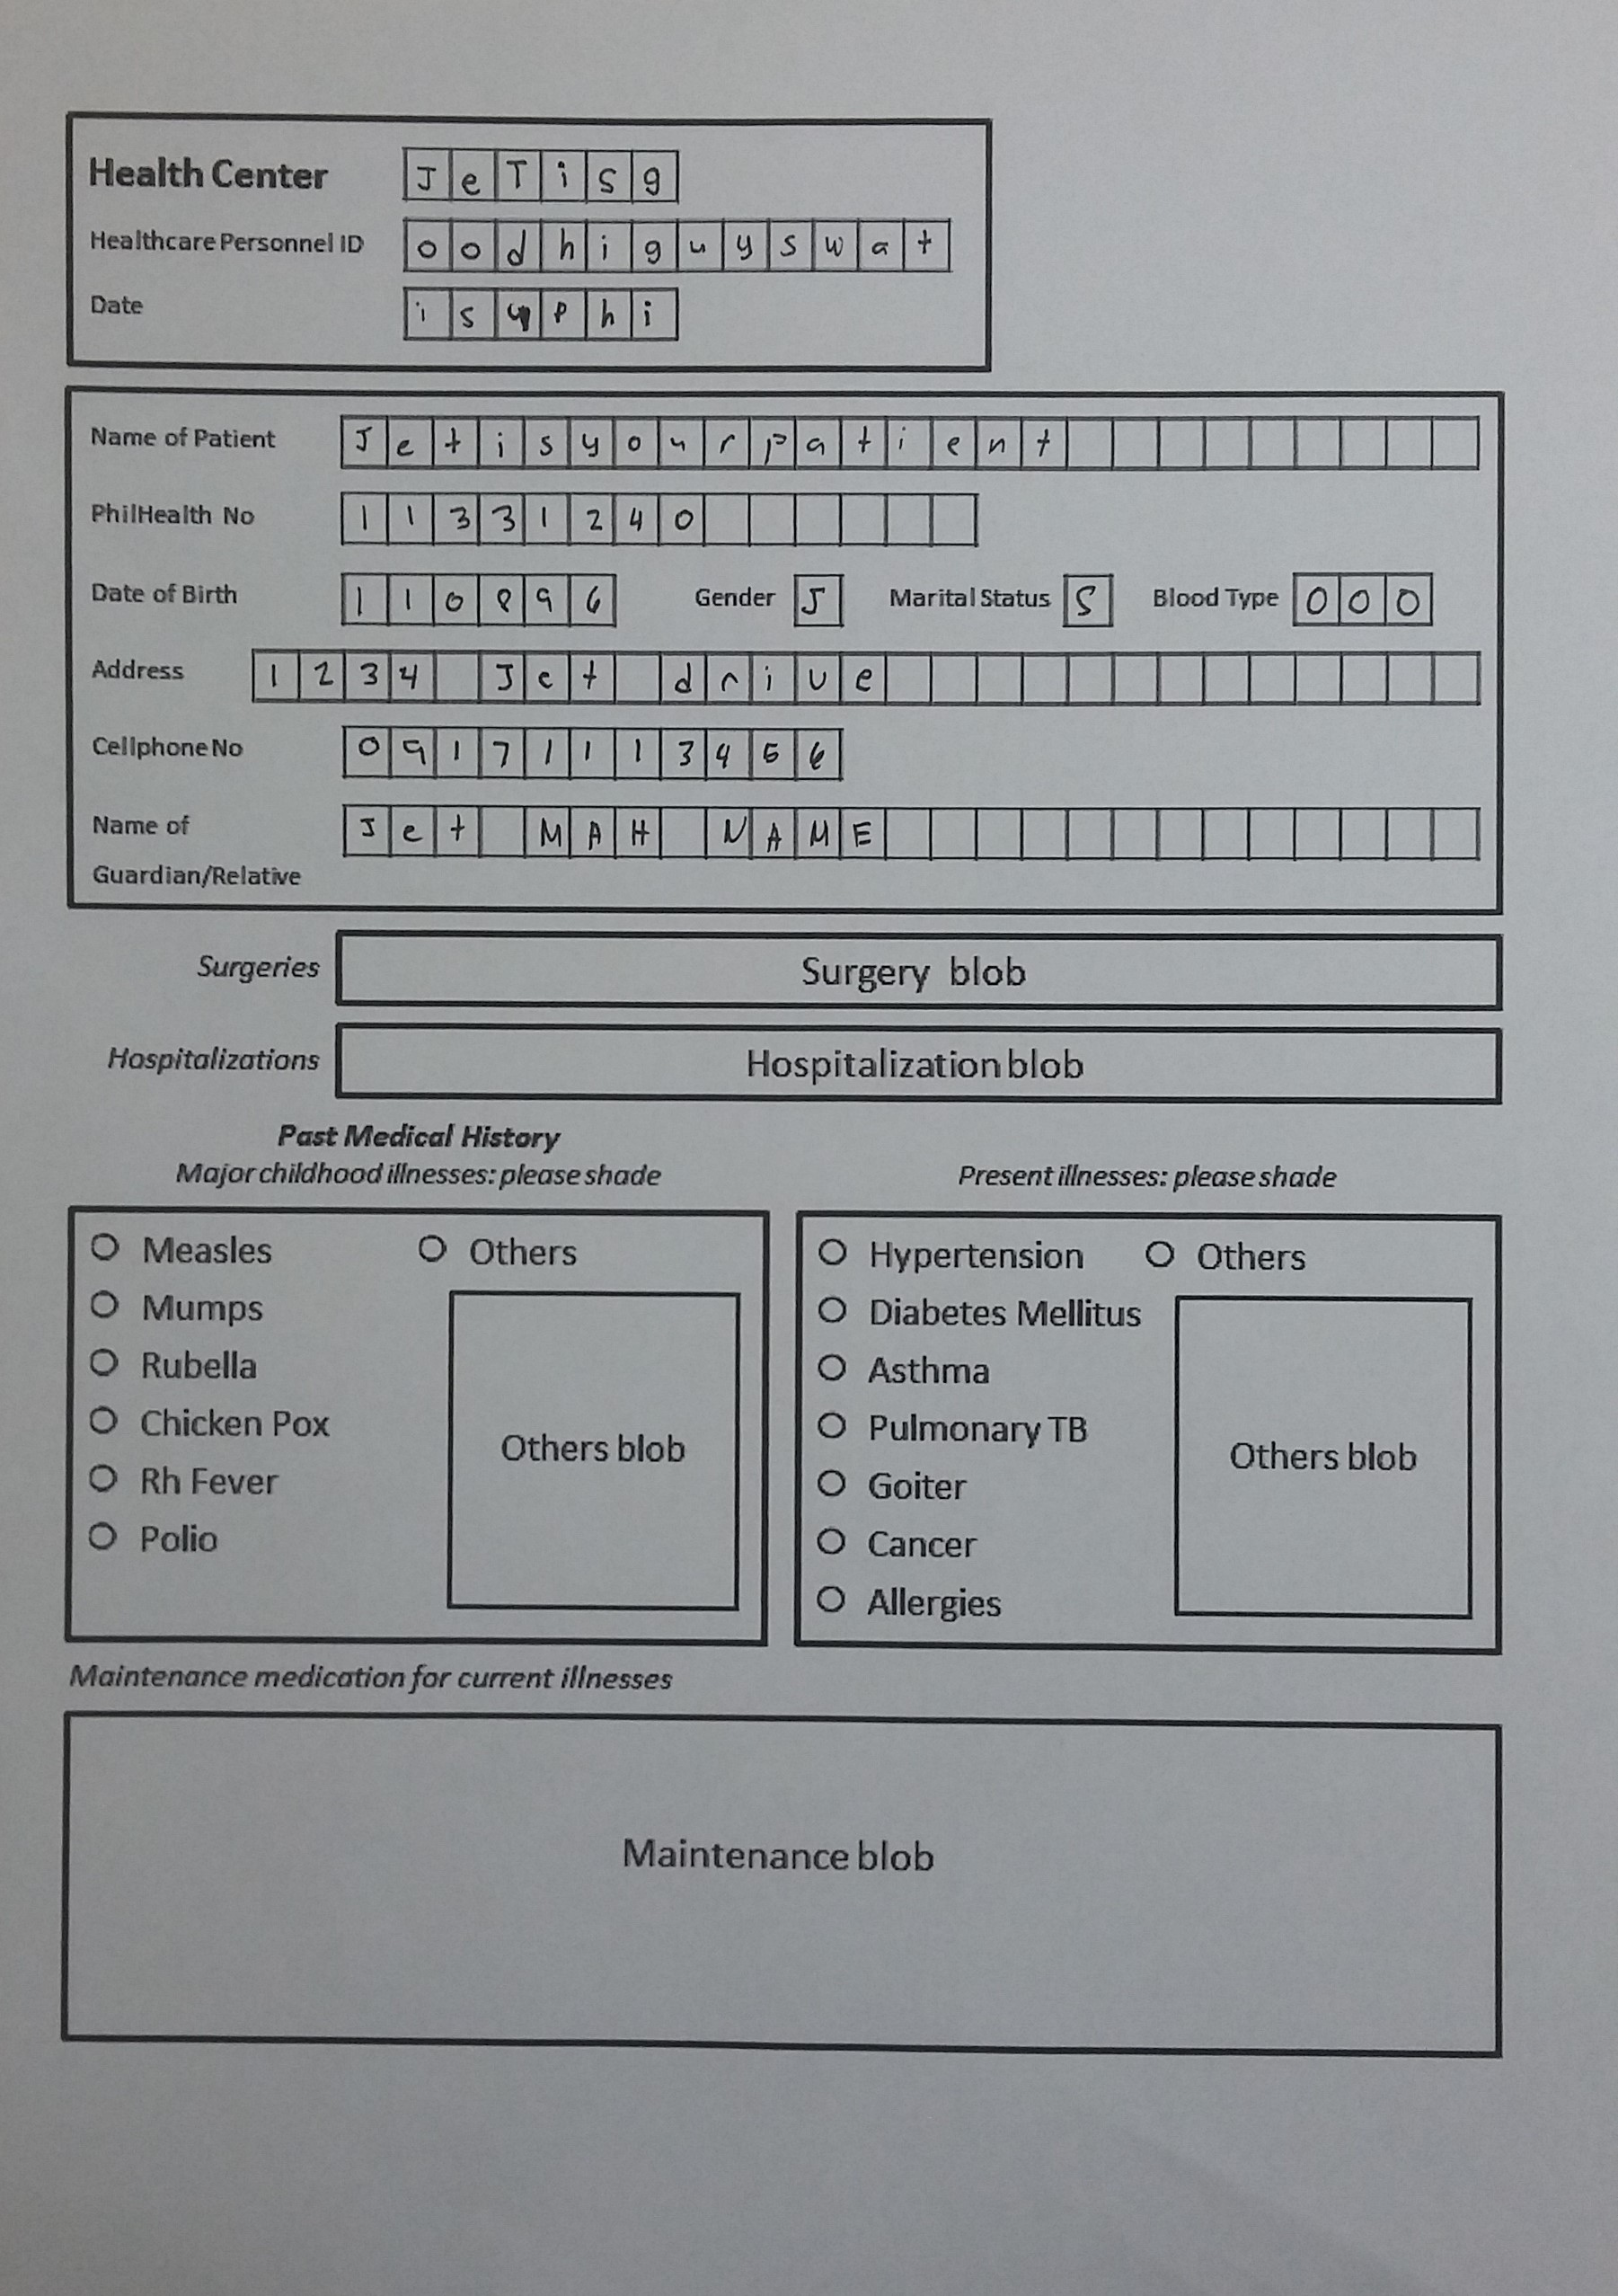 Health Center JeTisg
Healthcare Personnel ID oodhiguyswat
Date isuphi
Name of Patient Jetisyourpatient
PhilHealth No 11331240
Date of Birth 110896 Gender J Marital Status S Blood Type 000
Address 1234 Jet drive
Cellphone No 09171113456
Name of Jet MAH NAME
Guardian/Relative
Surgeries Surgery blob
Hospitalizations Hospitalization blob
Past Medical History
Major childhood illnesses: please shade
Present illnesses: please shade
Measles Others
Mumps
Rubella
Chicken Pox
Others blob
Rh Fever
Polio
Hypertension Others
Diabetes Mellitus
Asthma
Pulmonary TB
Others blob
Goiter
Cancer
Allergies
Maintenance medication for current illnesses
Maintenance blob